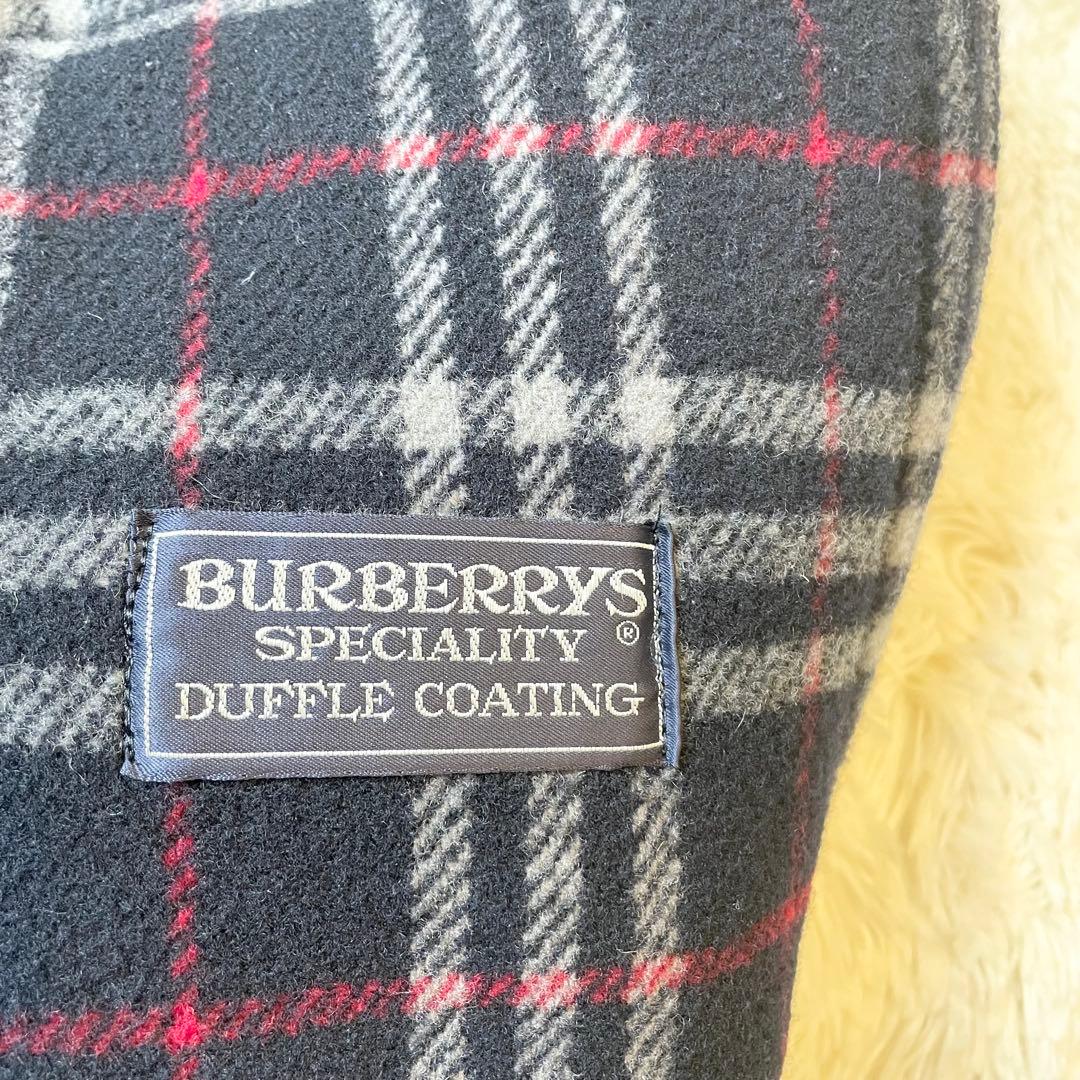 BURBERRYS
SPECIALITY ®
DUFFLE COATING